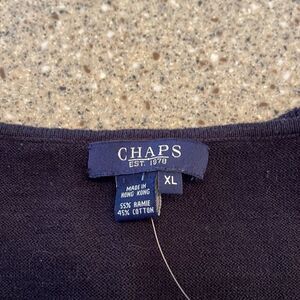 CHAPS
EST. 1978
XL
MADE IN
HONG KONG
55% RAMIE
45% COTTON